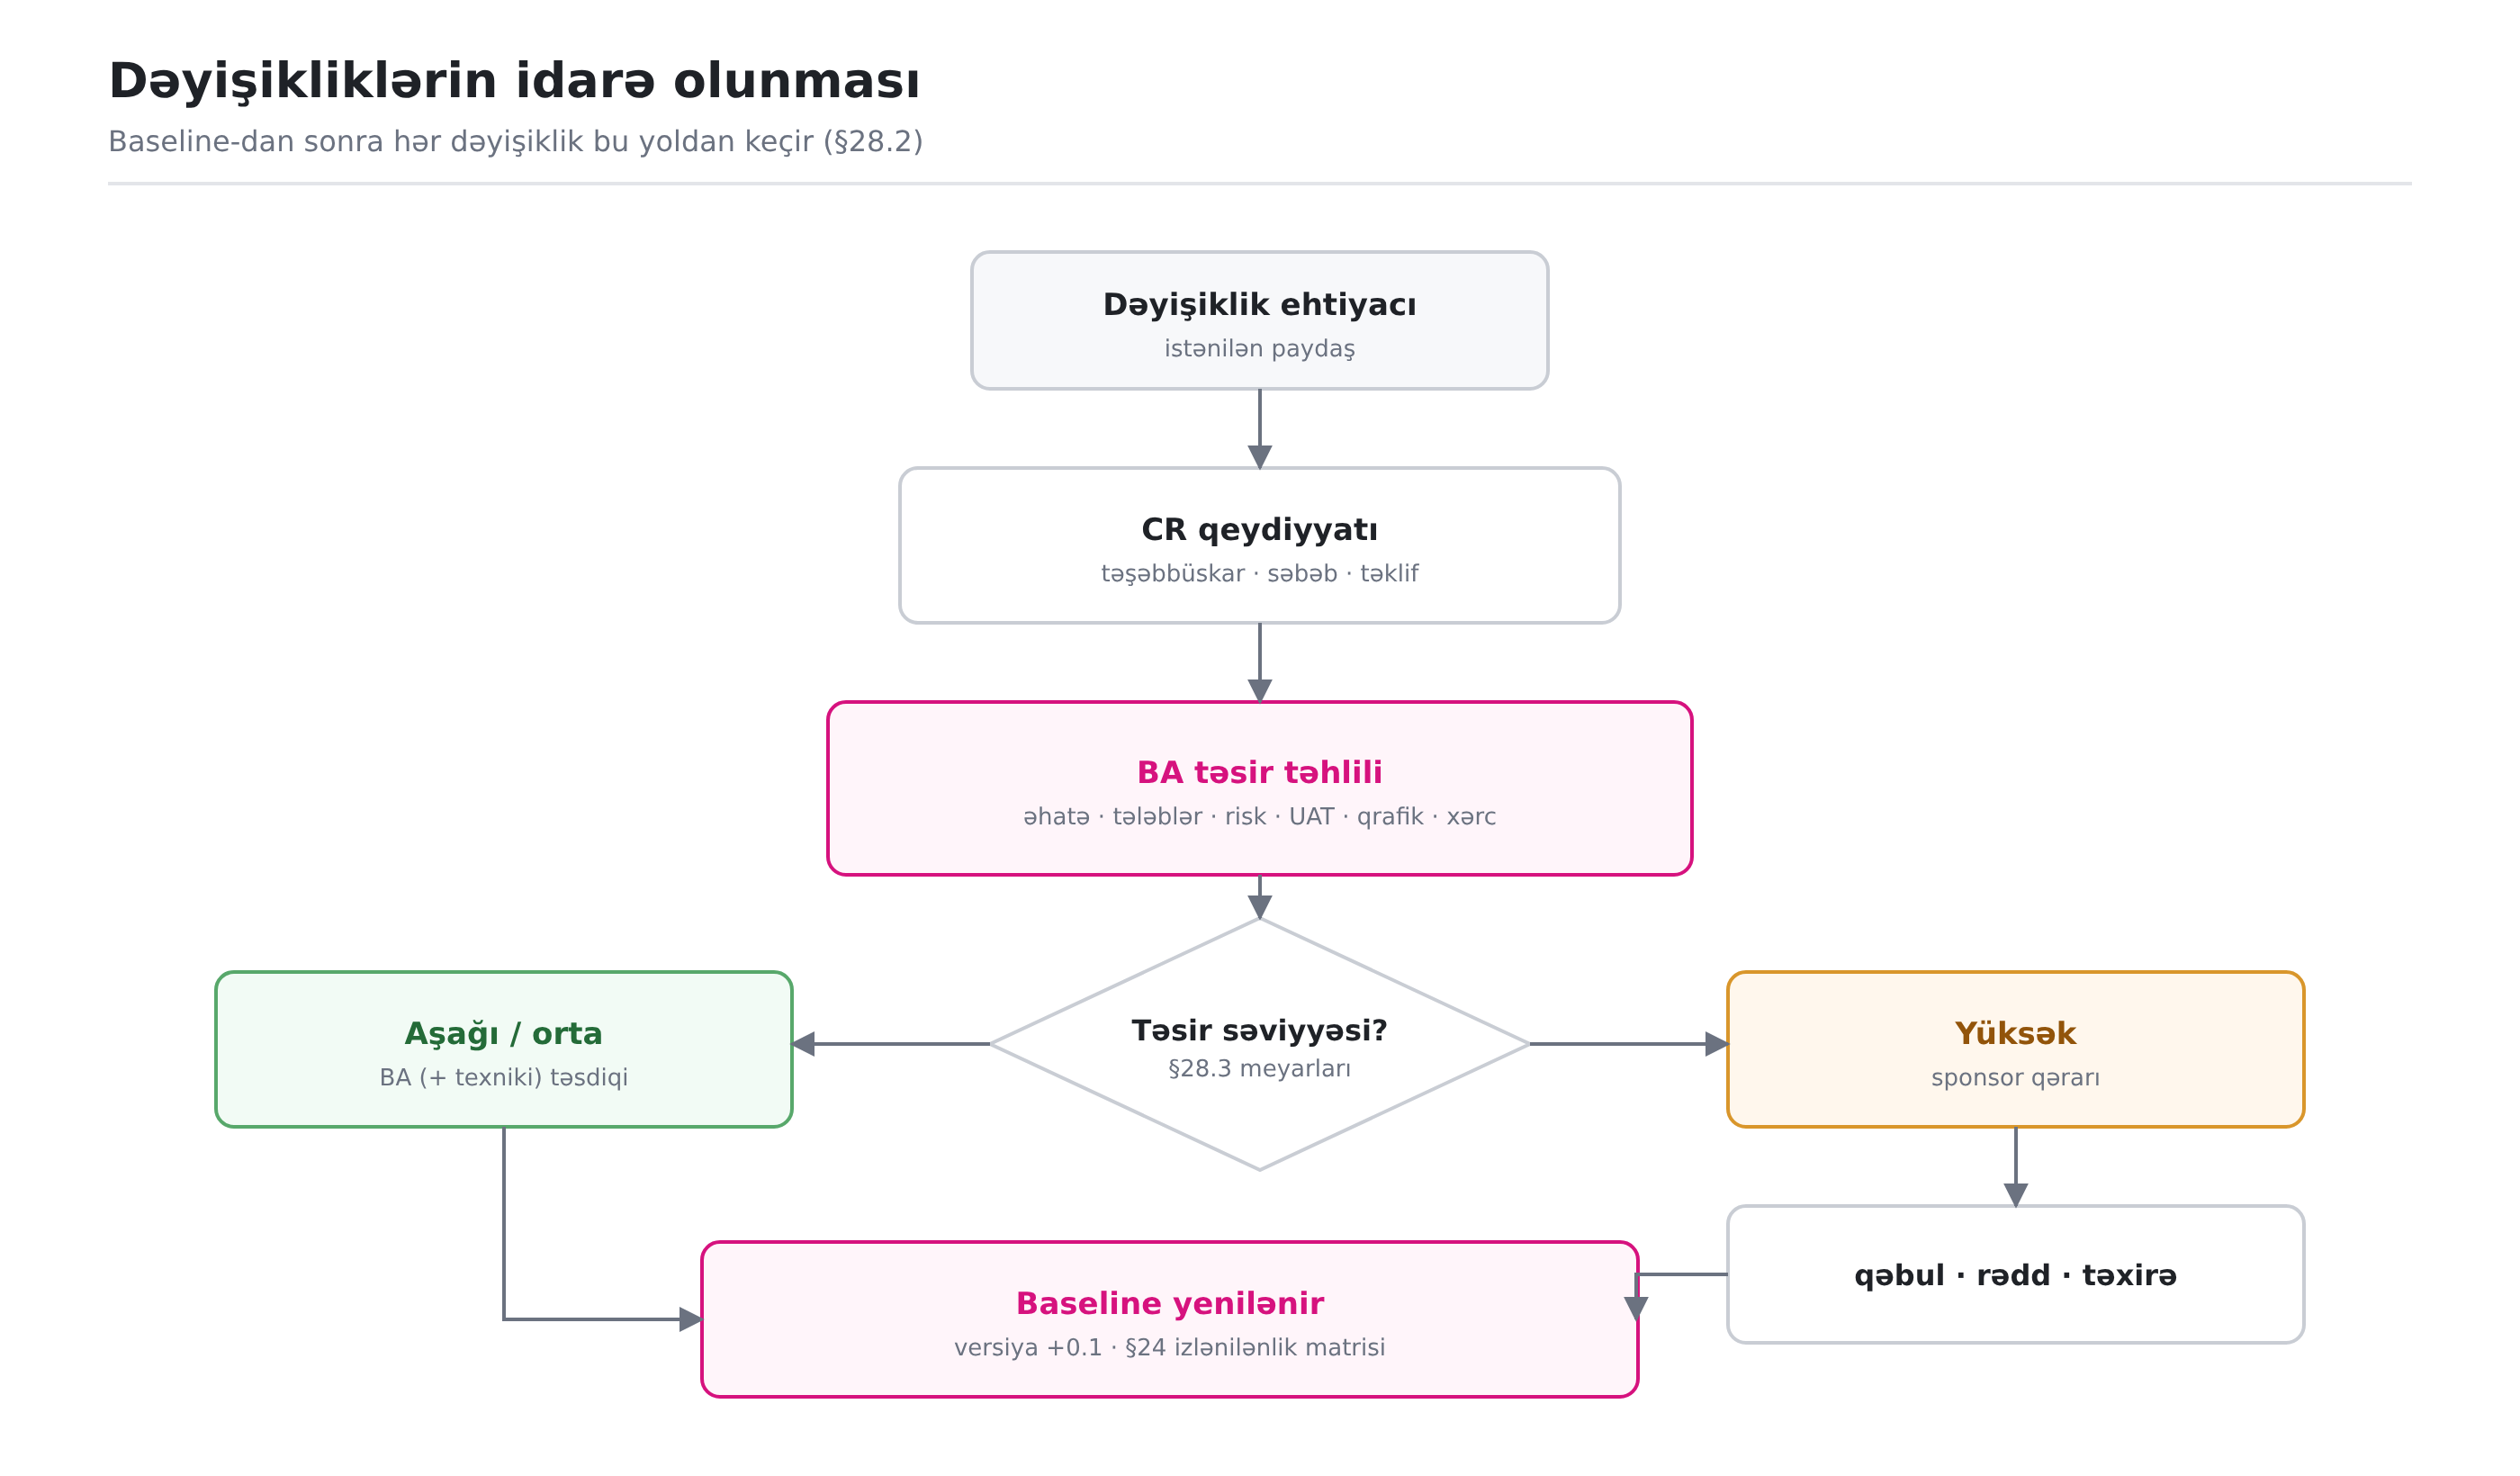 Dəyişikliklərin idarə olunması
Baseline-dan sonra hər dəyişiklik bu yoldan keçir (§28.2)
Dəyişiklik ehtiyacı
istənilən paydaş
CR qeydiyyatı
təşəbbüskar · səbəb · təklif
BA təsir təhlili
əhatə · tələblər · risk · UAT · qrafik · xərc
Təsir səviyyəsi?
§28.3 meyarları
Aşağı / orta
BA (+ texniki) təsdiqi
Yüksək
sponsor qərarı
qəbul · rədd · təxirə
Baseline yenilənir
versiya +0.1 · §24 izlənilənlik matrisi